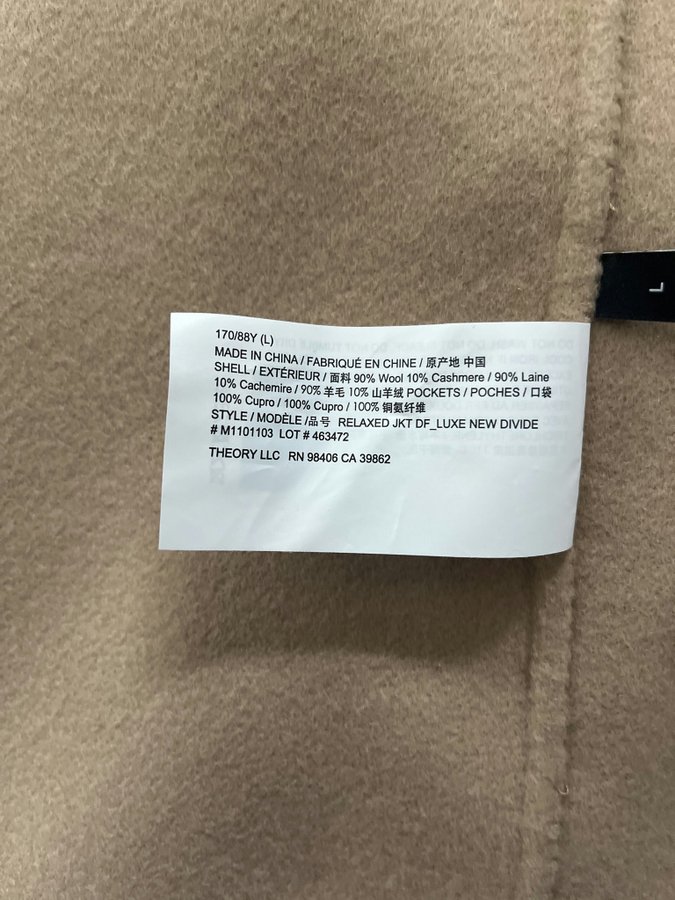 170/88Y (L)
MADE IN CHINA / FABRIQUÉ EN CHINE / 原产地 中国
SHELL / EXTÉRIEUR / 面料 90% Wool 10% Cashmere / 90% Laine
10% Cachemire / 90% 羊毛 10% 山羊绒 POCKETS / POCHES / 口袋
100% Cupro / 100% Cupro / 100% 铜氨纤维
STYLE / MODÈLE /品号 RELAXED JKT DF_LUXE NEW DIVIDE
# M1101103 LOT # 463472
THEORY LLC RN 98406 CA 39862
L